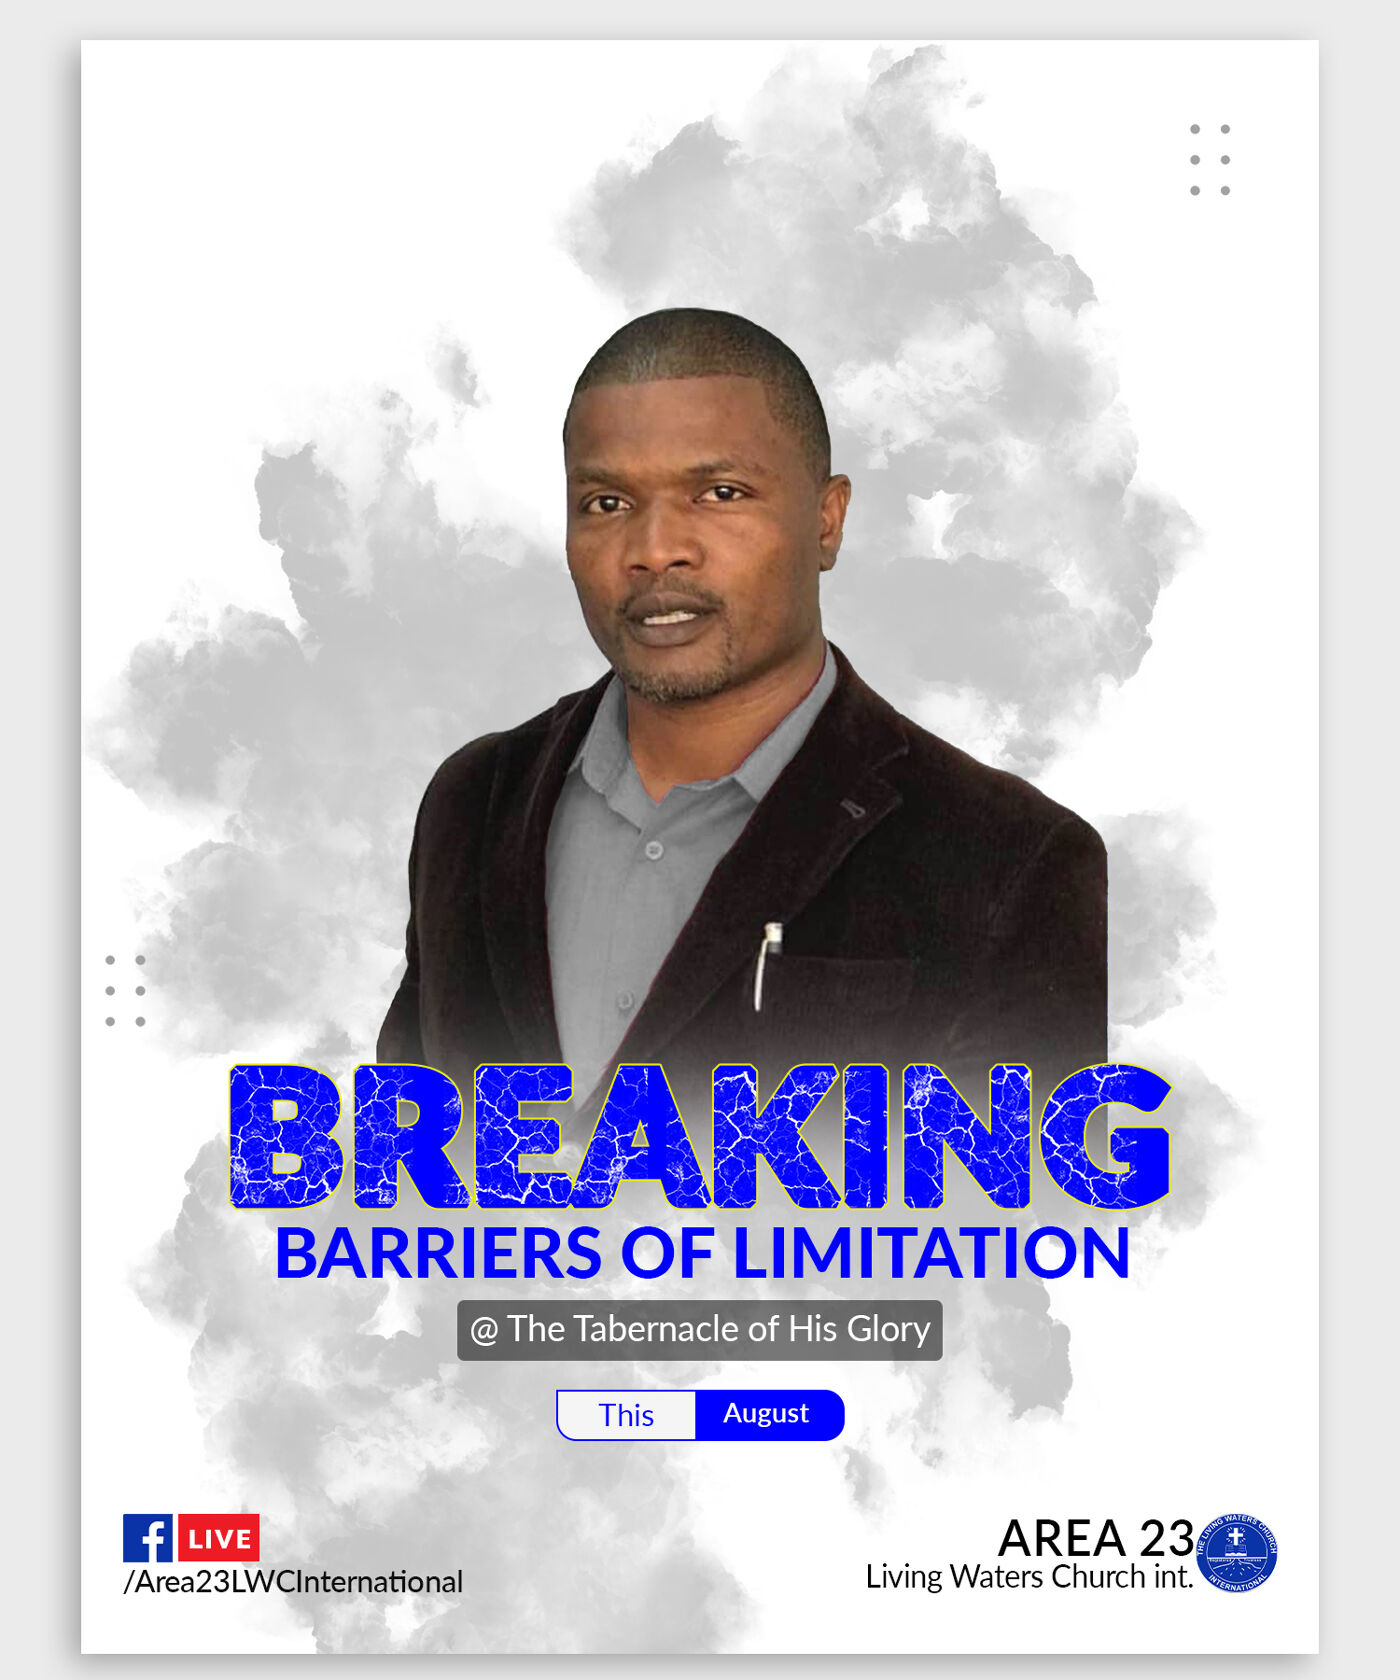 BREAKING
BARRIERS OF LIMITATION
@ The Tabernacle of His Glory
This August
f LIVE
/Area23LWCInternational
AREA 23
Living Waters Church int.
THE LIVING WATERS CHURCH
INTERNATIONAL